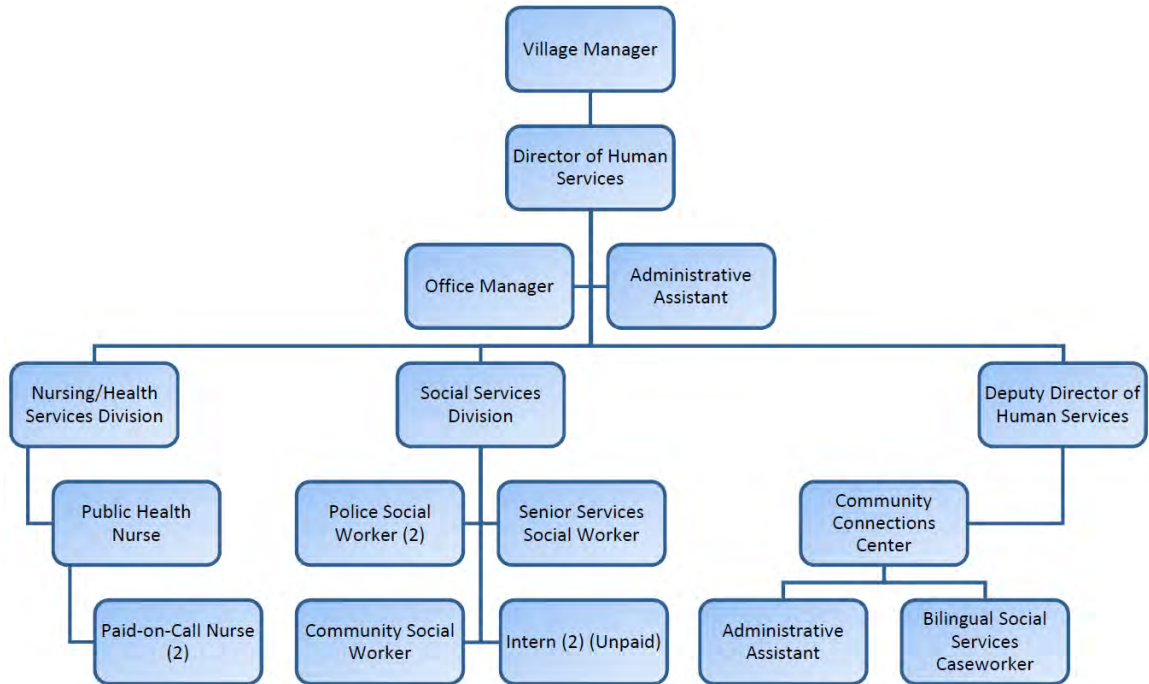 Village Manager
Director of Human
Services
Office Manager
Administrative
Assistant
Nursing/Health
Services Division
Social Services
Division
Deputy Director of
Human Services
Public Health
Nurse
Police Social
Worker (2)
Senior Services
Social Worker
Community
Connections
Center
Paid-on-Call Nurse
(2)
Community Social
Worker
Intern (2) (Unpaid)
Administrative
Assistant
Bilingual Social
Services
Caseworker